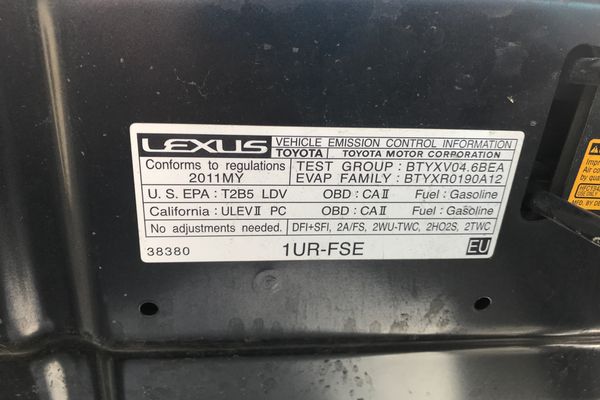 LEXUS
VEHICLE EMISSION CONTROL INFORMATION
TOYOTA TOYOTA MOTOR CORPORATION
Conforms to regulations
2011MY
TEST GROUP : BTYXV04.6BEA
EVAP FAMILY : BTYXR0190A12
U.S. EPA : T2B5 LDV OBD : CAⅡ Fuel : Gasoline
California : ULEVⅡ PC OBD : CAⅡ Fuel : Gasoline
No adjustments needed. DFI+SFI, 2A/FS, 2WU-TWC, 2HO2S, 2TWC
38380 1UR-FSE EU